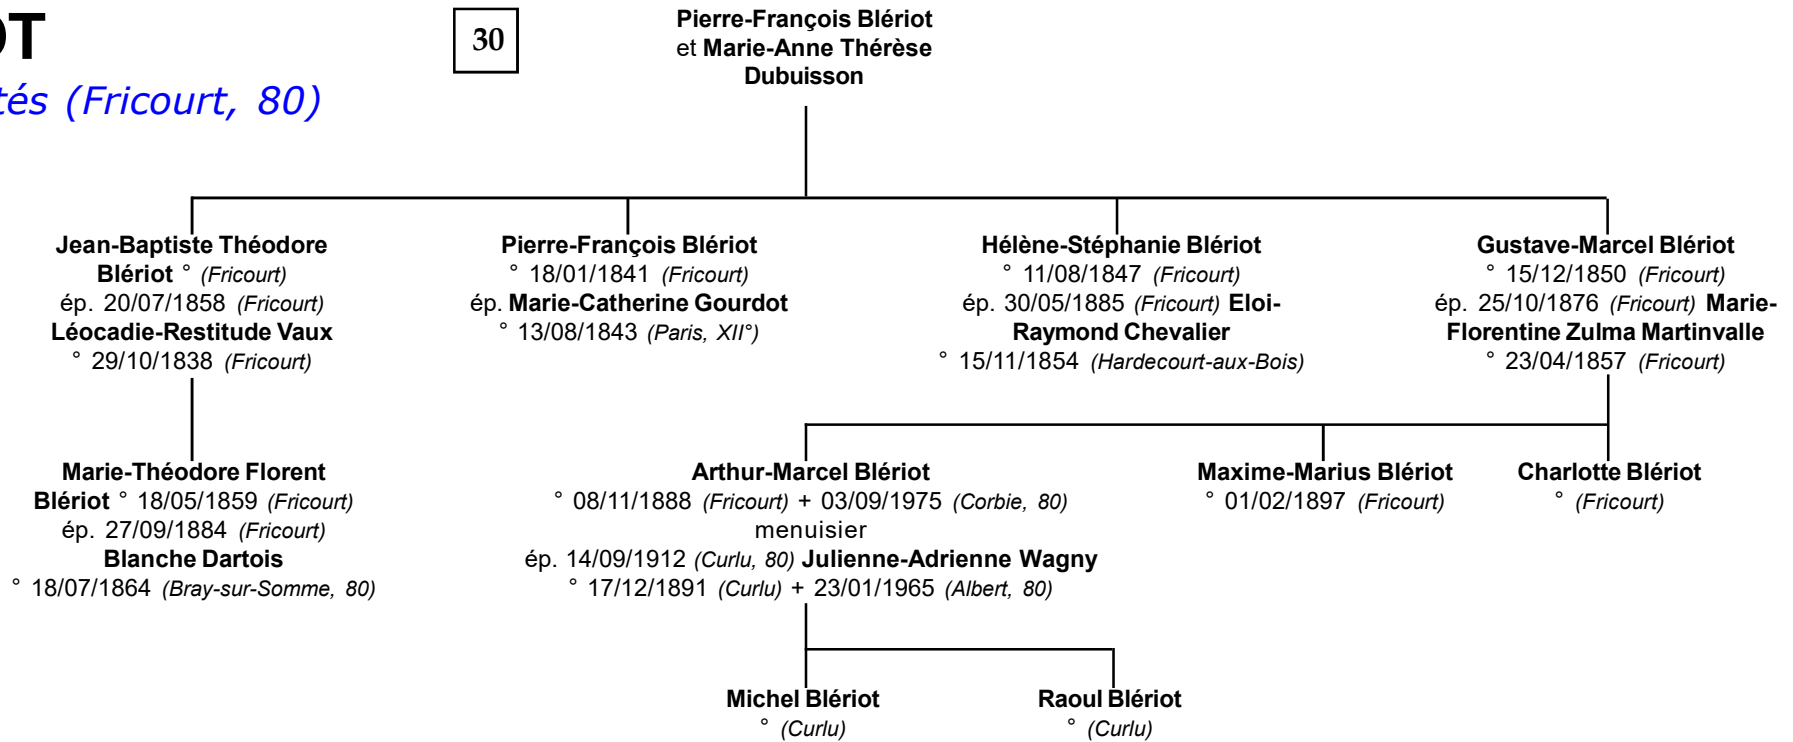 30
Pierre-François Blériot
et Marie-Anne Thérèse
Dubuisson
(Fricourt, 80)
Jean-Baptiste Théodore
Blériot ° (Fricourt)
ép. 20/07/1858 (Fricourt)
Léocadie-Restitude Vaux
° 29/10/1838 (Fricourt)
Pierre-François Blériot
° 18/01/1841 (Fricourt)
ép. Marie-Catherine Gourdot
° 13/08/1843 (Paris, XII°)
Hélène-Stéphanie Blériot
° 11/08/1847 (Fricourt)
ép. 30/05/1885 (Fricourt) Eloi-
Raymond Chevalier
° 15/11/1854 (Hardecourt-aux-Bois)
Gustave-Marcel Blériot
° 15/12/1850 (Fricourt)
ép. 25/10/1876 (Fricourt) Marie-
Florentine Zulma Martinvalle
° 23/04/1857 (Fricourt)
Marie-Théodore Florent
Blériot ° 18/05/1859 (Fricourt)
ép. 27/09/1884 (Fricourt)
Blanche Dartois
° 18/07/1864 (Bray-sur-Somme, 80)
Arthur-Marcel Blériot
° 08/11/1888 (Fricourt) + 03/09/1975 (Corbie, 80)
menuisier
ép. 14/09/1912 (Curlu, 80) Julienne-Adrienne Wagny
° 17/12/1891 (Curlu) + 23/01/1965 (Albert, 80)
Maxime-Marius Blériot
° 01/02/1897 (Fricourt)
Charlotte Blériot
° (Fricourt)
Michel Blériot
° (Curlu)
Raoul Blériot
° (Curlu)